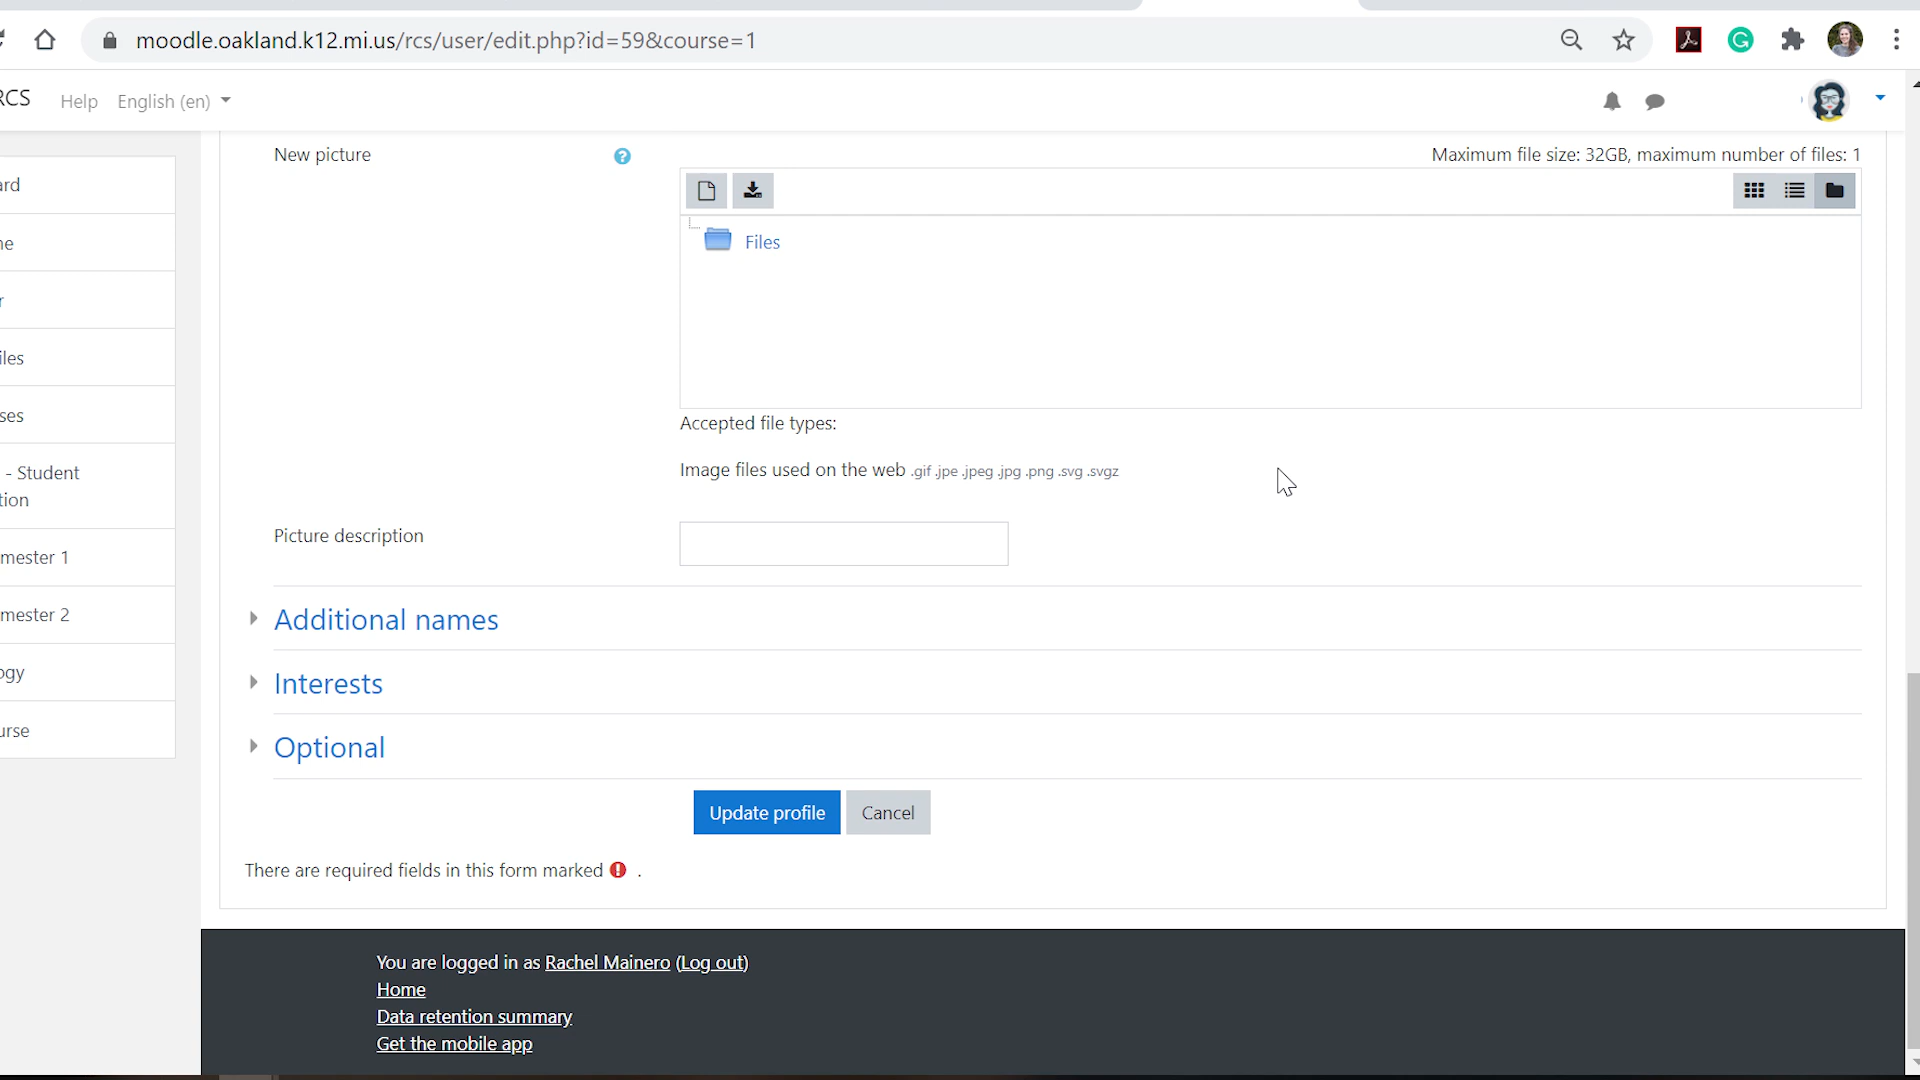 moodle.oakland.k12.mi.us/rcs/user/edit.php?id=59&course=1
RCS Help English (en)
New picture
Maximum file size: 32GB, maximum number of files: 1
ard
ne
r
iles
ses
- Student
tion
mester 1
mester 2
ogy
urse
Files
Accepted file types:
Image files used on the web .gif .jpe .jpeg .jpg .png .svg .svgz
Picture description
Additional names
Interests
Optional
Update profile Cancel
There are required fields in this form marked .
You are logged in as Rachel Mainero (Log out)
Home
Data retention summary
Get the mobile app